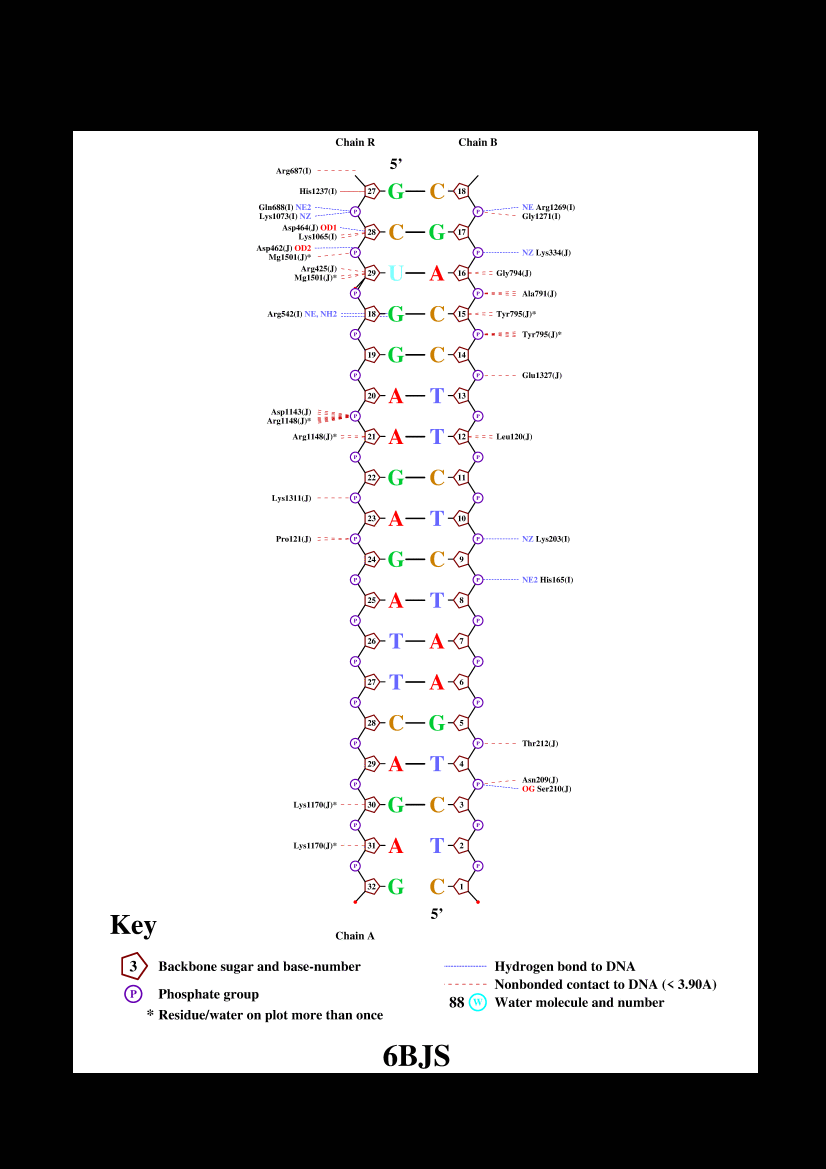 Chain R Chain B
5’
Arg687(I)
His1237(I) 27 G C 18
Gln688(I) NE2 P P NE Arg1269(I)
Lys1073(I) NZ Gly1271(I)
Asp464(J) OD1 28 C G 17
Lys1065(I)
Asp462(J) OD2 P P NZ Lys334(J)
Mg1501(J)*
Arg425(J) 29 U A 16 Gly794(J)
Mg1501(J)*
P P Ala791(J)
Arg542(I) NE, NH2 18 G C 15 Tyr795(J)*
P P Tyr795(J)*
19 G C 14
P P Glu1327(J)
20 A T 13
Asp1143(J) P P
Arg1148(J)*
Arg1148(J)* 21 A T 12 Leu120(J)
P P
22 G C 11
Lys1311(J) P P
23 A T 10
Pro121(J) P P NZ Lys203(I)
24 G C 9
P P NE2 His165(I)
25 A T 8
P P
26 T A 7
P P
27 T A 6
P P
28 C G 5
P P Thr212(J)
29 A T 4
P P Asn209(J)
OG Ser210(J)
Lys1170(J)* 30 G C 3
P P
Lys1170(J)* 31 A T 2
P P
32 G C 1
5’
Key
Chain A
3 Backbone sugar and base-number
P Phosphate group
* Residue/water on plot more than once
Hydrogen bond to DNA
Nonbonded contact to DNA (< 3.90A)
88 W Water molecule and number
6BJS